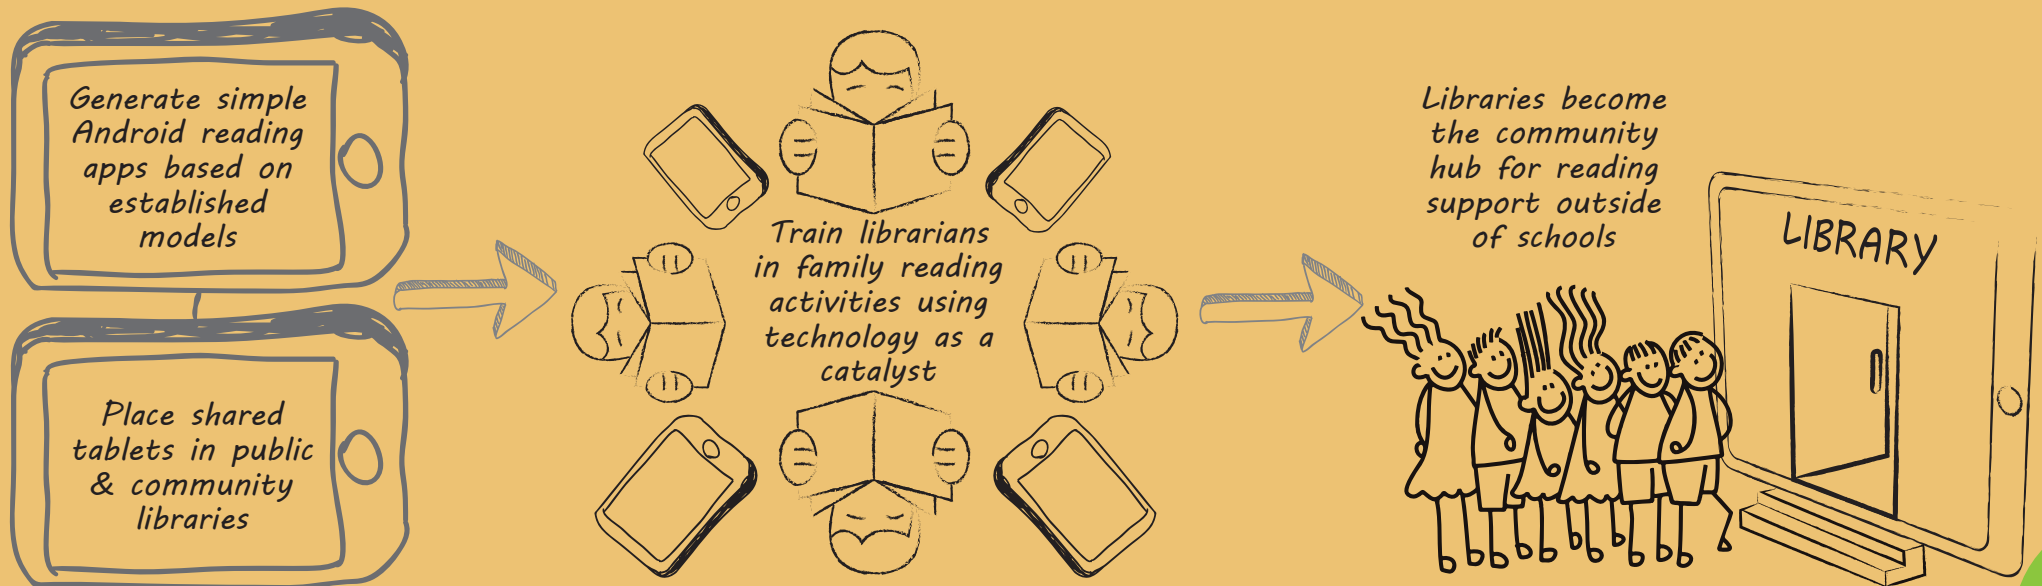 Generate simple
Android reading
apps based on
established
models
Place shared
tablets in public
& community
libraries
Train librarians
in family reading
activities using
technology as a
catalyst
Libraries become
the community
hub for reading
support outside
of schools
LIBRARY